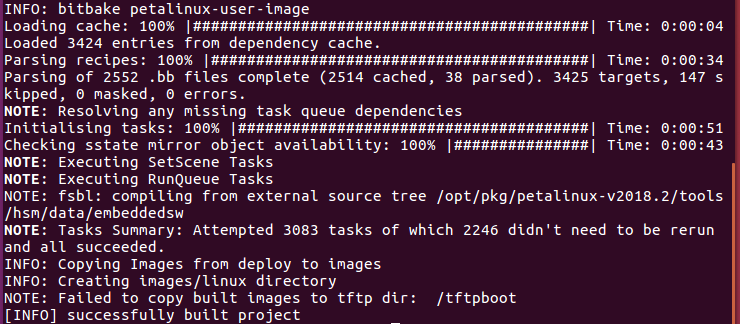 INFO: bitbake petalinux-user-image
Loading cache: 100% |############################################| Time: 0:00:04
Loaded 3424 entries from dependency cache.
Parsing recipes: 100% |##########################################| Time: 0:00:34
Parsing of 2552 .bb files complete (2514 cached, 38 parsed). 3425 targets, 147 s
kipped, 0 masked, 0 errors.
NOTE: Resolving any missing task queue dependencies
Initialising tasks: 100% |#######################################| Time: 0:00:51
Checking sstate mirror object availability: 100% |###############| Time: 0:00:43
NOTE: Executing SetScene Tasks
NOTE: Executing RunQueue Tasks
NOTE: fsbl: compiling from external source tree /opt/pkg/petalinux-v2018.2/tools
/hsm/data/embeddedsw
NOTE: Tasks Summary: Attempted 3083 tasks of which 2246 didn't need to be rerun
and all succeeded.
INFO: Copying Images from deploy to images
INFO: Creating images/linux directory
NOTE: Failed to copy built images to tftp dir:  /tftpboot
[INFO] successfully built project